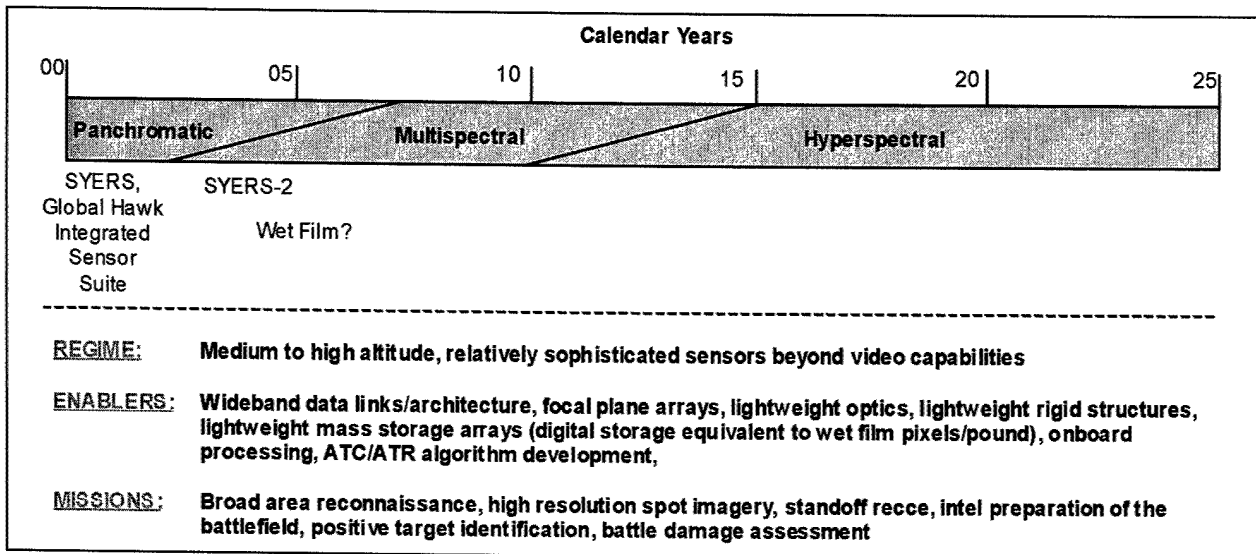 Calendar Years
00 05 10 15 20 25
Panchromatic Multispectral Hyperspectral
SYERS, SYERS-2
Global Hawk
Integrated Wet Film?
Sensor
Suite
REGIME: Medium to high altitude, relatively sophisticated sensors beyond video capabilities
ENABLERS: Wideband data links/architecture, focal plane arrays, lightweight optics, lightweight rigid structures,
lightweight mass storage arrays (digital storage equivalent to wet film pixels/pound), onboard
processing, ATC/ATR algorithm development,
MISSIONS: Broad area reconnaissance, high resolution spot imagery, standoff recce, intel preparation of the
battlefield, positive target identification, battle damage assessment